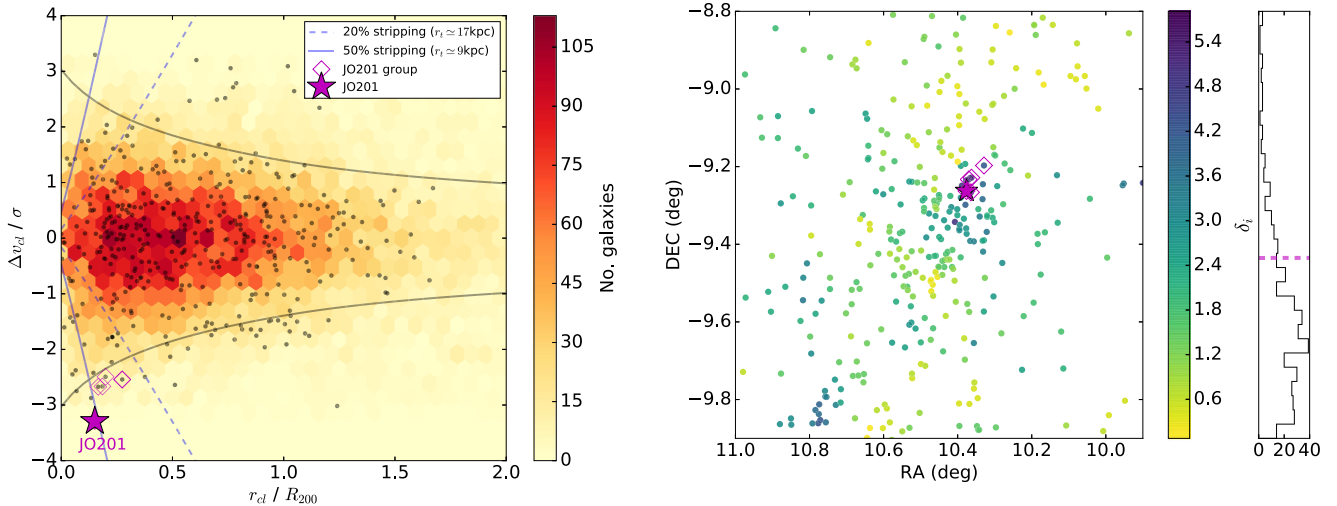 4
3
2
1
0
−1
−2
−3
−4
Δv_cl / σ
20% stripping (r_t ≃ 17kpc)
50% stripping (r_t ≃ 9kpc)
JO201 group
JO201
JO201
0.0 0.5 1.0 1.5 2.0
r_cl / R_200
105
90
75
60
45
30
15
0
No. galaxies
−8.8
−9.0
−9.2
−9.4
−9.6
−9.8
DEC (deg)
11.0 10.8 10.6 10.4 10.2 10.0
RA (deg)
5.4
4.8
4.2
3.6
3.0
2.4
1.8
1.2
0.6
δ_i
0 20 40